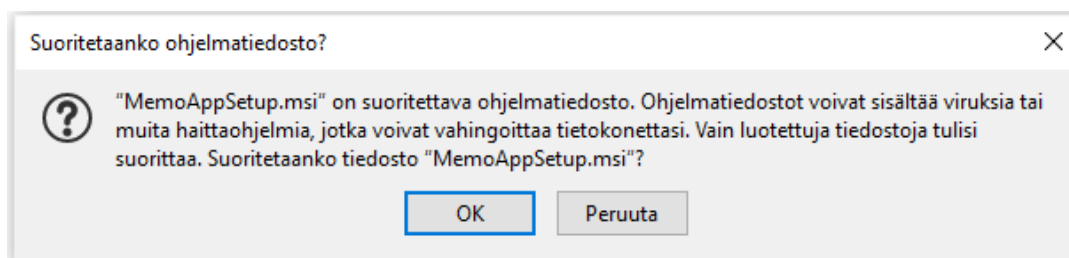 Suoritetaanko ohjelmatiedosto?
“MemoAppSetup.msi” on suoritettava ohjelmatiedosto. Ohjelmatiedostot voivat sisältää viruksia tai
muita haittaohjelmia, jotka voivat vahingoittaa tietokonettasi. Vain luotettuja tiedostoja tulisi
suorittaa. Suoritetaanko tiedosto “MemoAppSetup.msi”?
OK
Peruuta